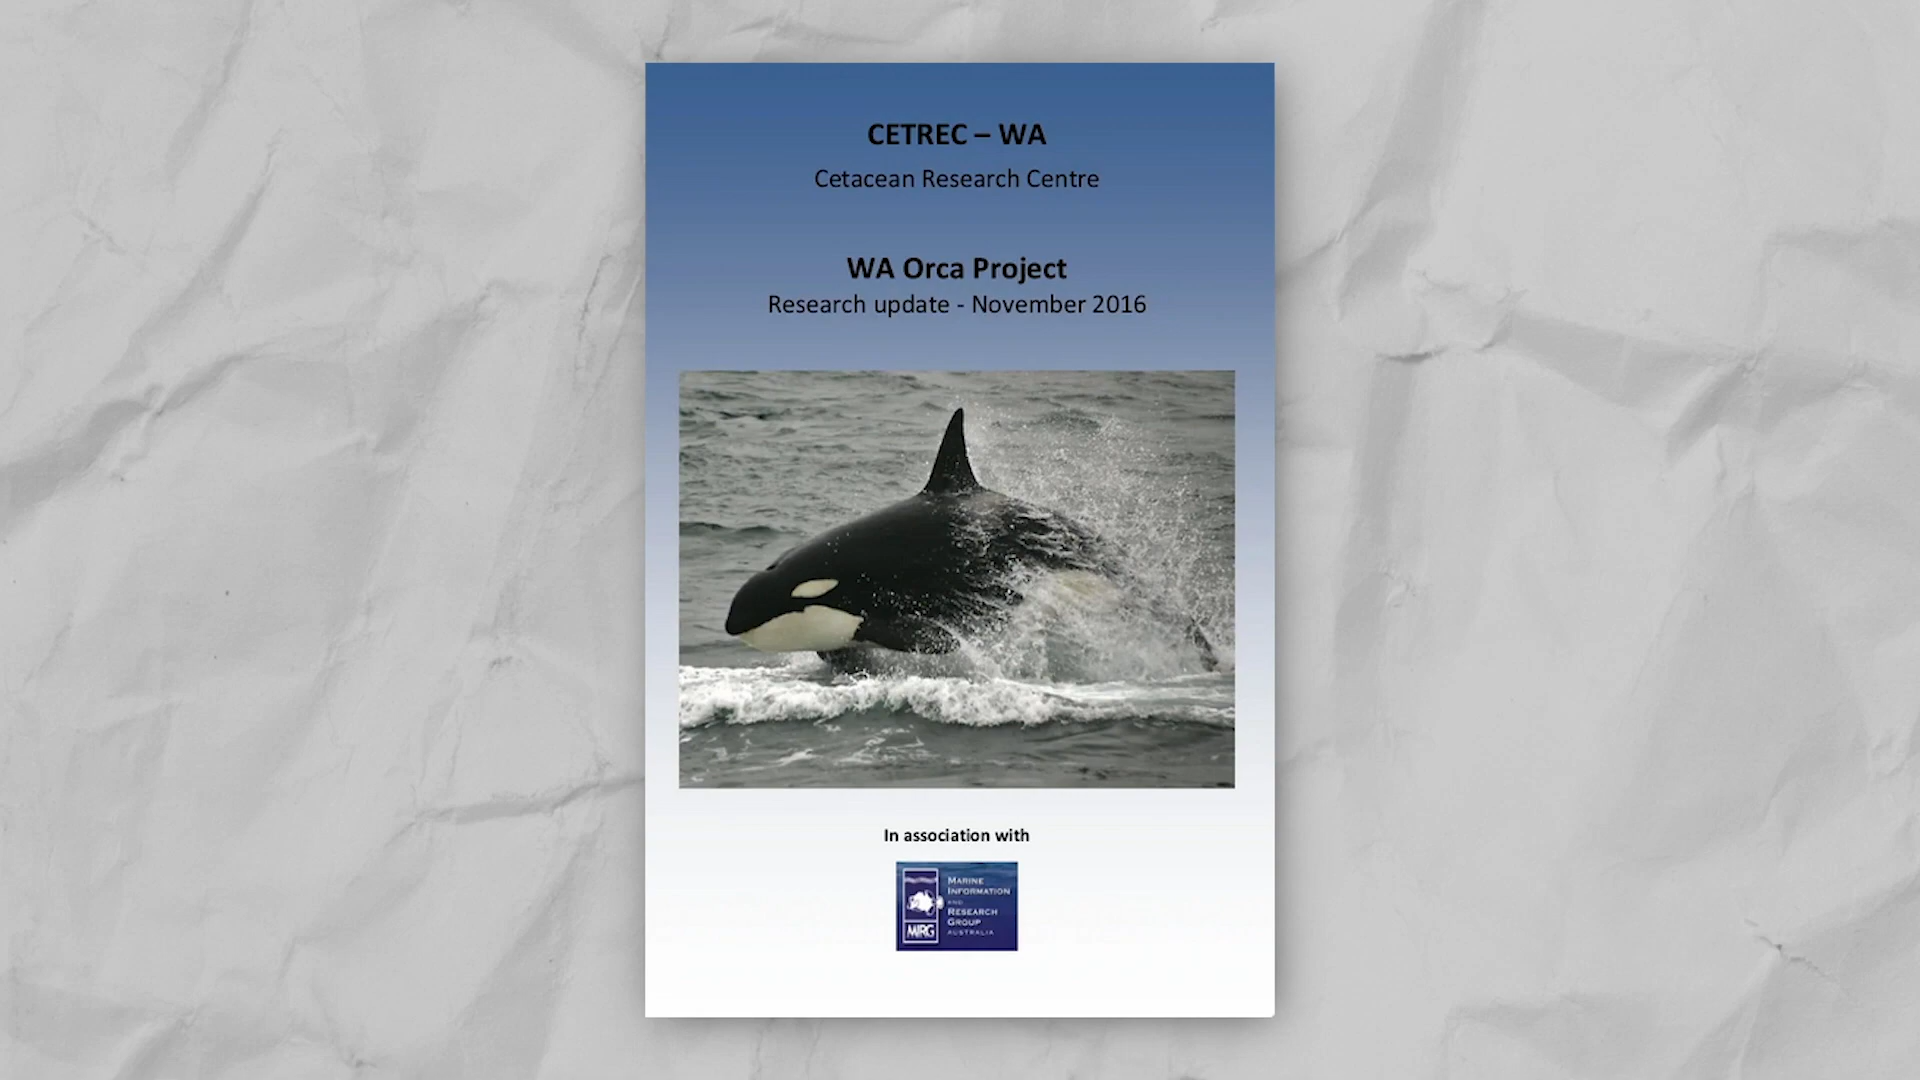 CETREC – WA
Cetacean Research Centre
WA Orca Project
Research update - November 2016
In association with
MARINE
INFORMATION
AND
RESEARCH
GROUP
AUSTRALIA
MIRG